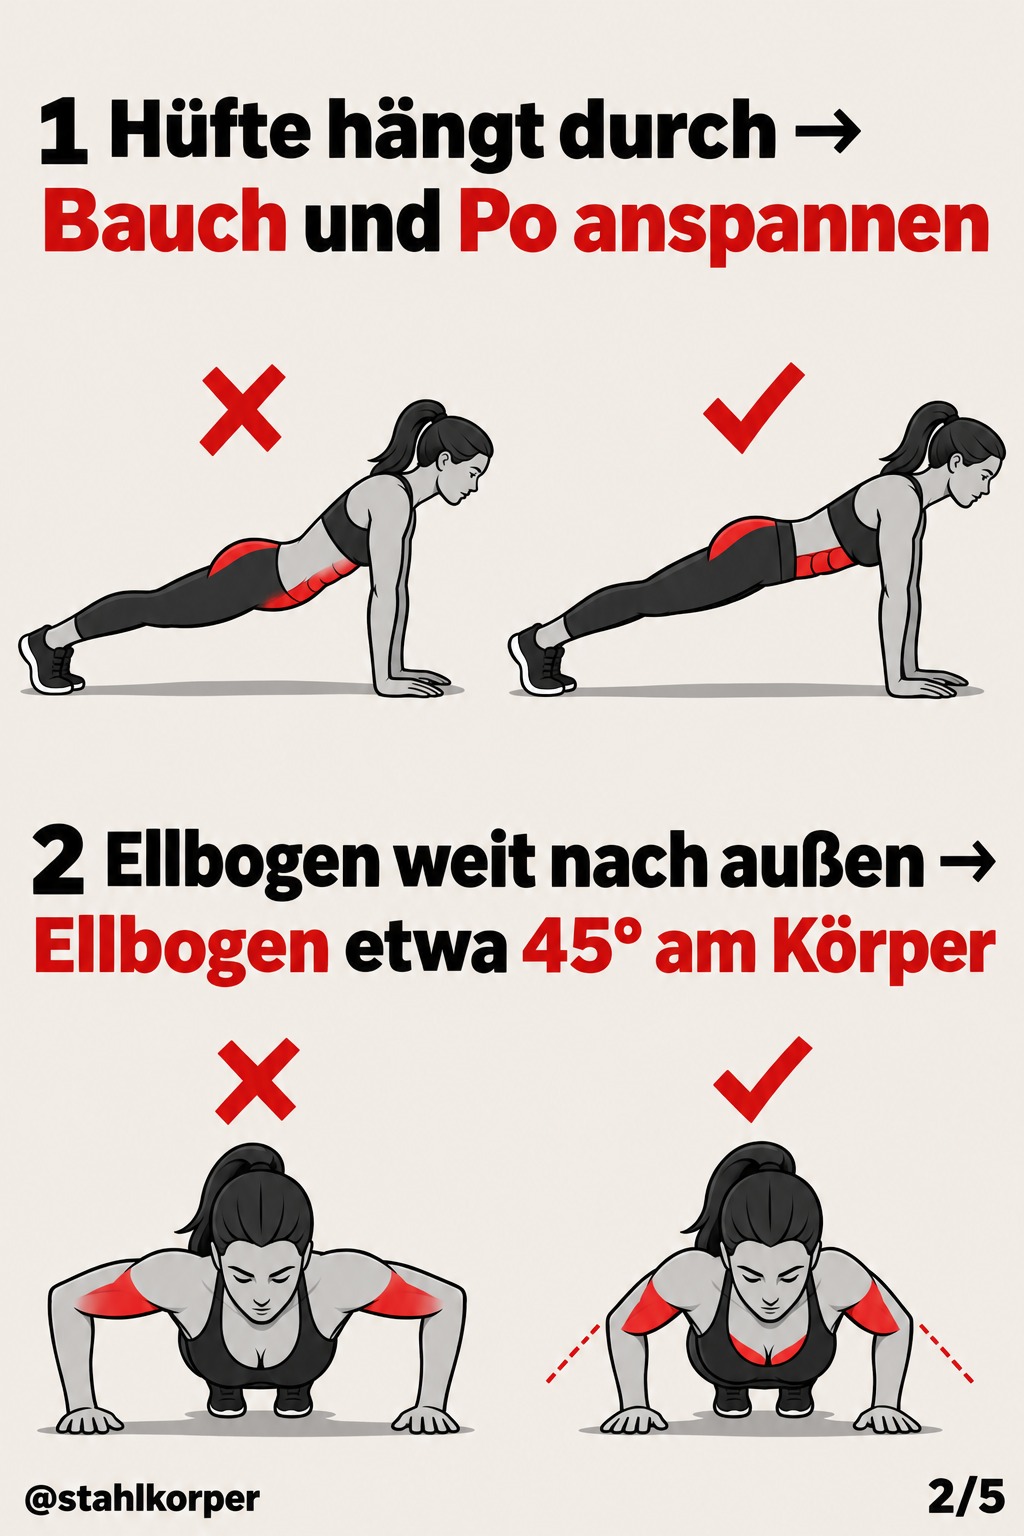 1 Hüfte hängt durch →
Bauch und Po anspannen
2 Ellbogen weit nach außen →
Ellbogen etwa 45° am Körper
@stahlkorper
2/5